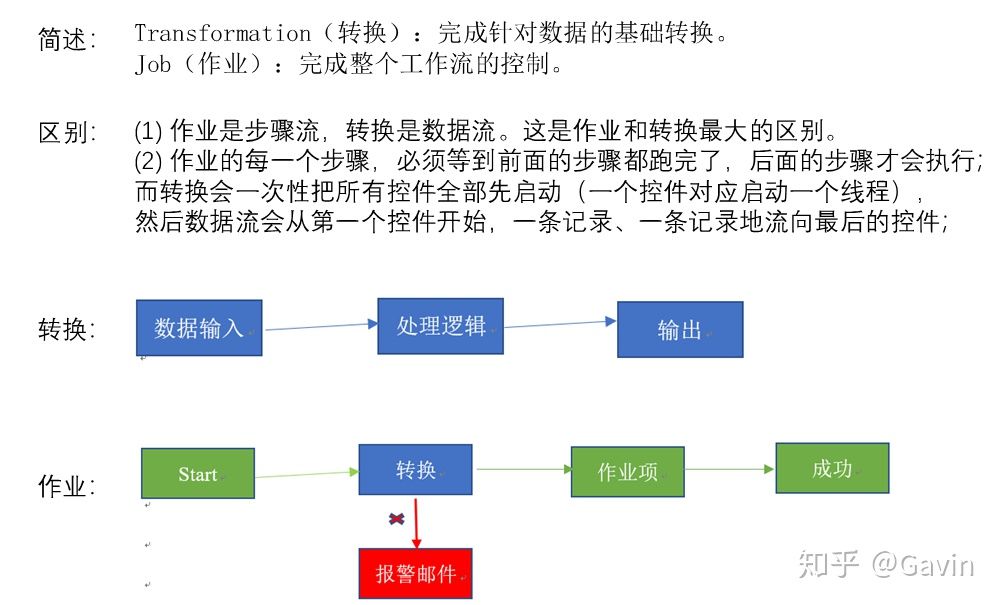 简述： Transformation（转换）：完成针对数据的基础转换。
Job（作业）：完成整个工作流的控制。
区别： (1) 作业是步骤流，转换是数据流。这是作业和转换最大的区别。
(2) 作业的每一个步骤，必须等到前面的步骤都跑完了，后面的步骤才会执行；
而转换会一次性把所有控件全部先启动（一个控件对应启动一个线程），
然后数据流会从第一个控件开始，一条记录、一条记录地流向最后的控件；
转换： 数据输入 处理逻辑 输出
作业： Start 转换 作业项 成功
报警邮件
知乎 @Gavin